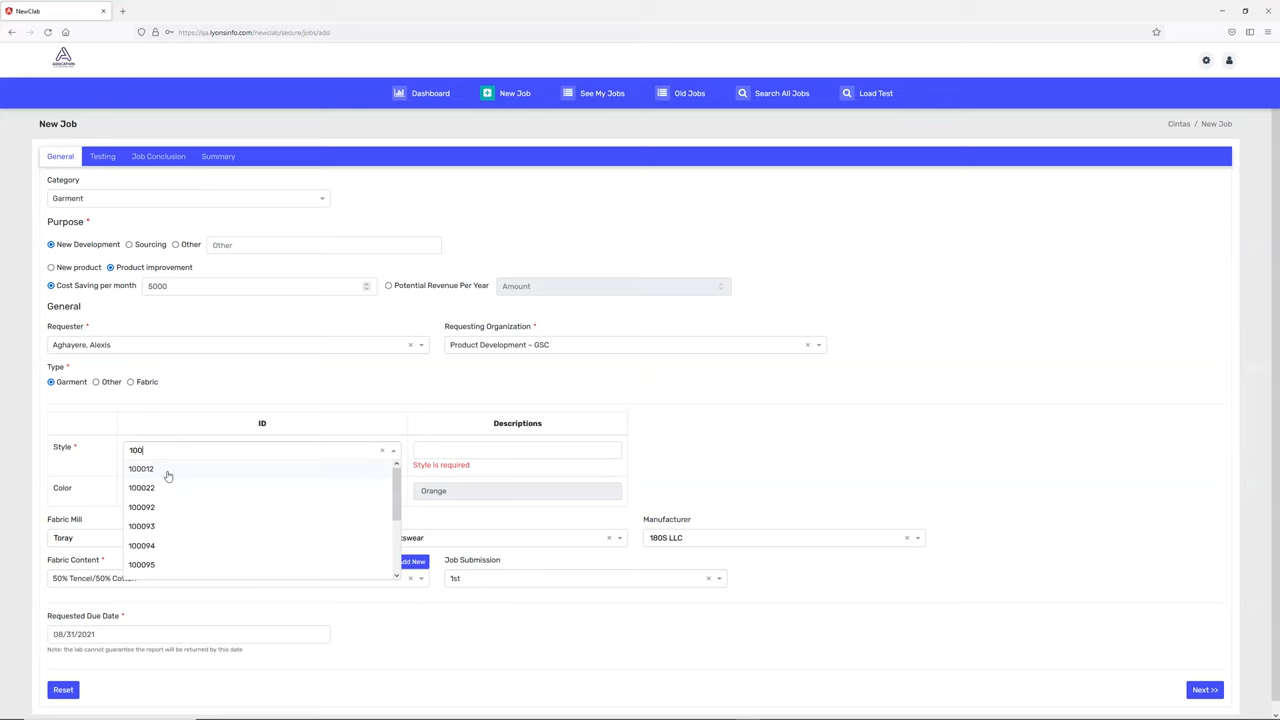 NewClab
https://qa.lyonsinfo.com/newclab/secure/jobs/add
ADUCATION
Dashboard New Job See My Jobs Old Jobs Search All Jobs Load Test
New Job
Cintas / New Job
General Testing Job Conclusion Summary
Category
Garment
Purpose *
New Development Sourcing Other Other
New product Product improvement
Cost Saving per month 5000 Potential Revenue Per Year Amount
General
Requester * Requesting Organization *
Aghayere, Alexis Product Development – GSC
Type *
Garment Other Fabric
ID Descriptions
Style * 100
Style is required
100012
100022
100092
100093
100094
100095
Color Orange
Fabric Mill Manufacturer
Toray 180S LLC
Fabric Content * Job Submission
50% Tencel/50% 1st
Requested Due Date *
08/31/2021
Note: the lab cannot guarantee the report will be returned by this date
Reset Next >>